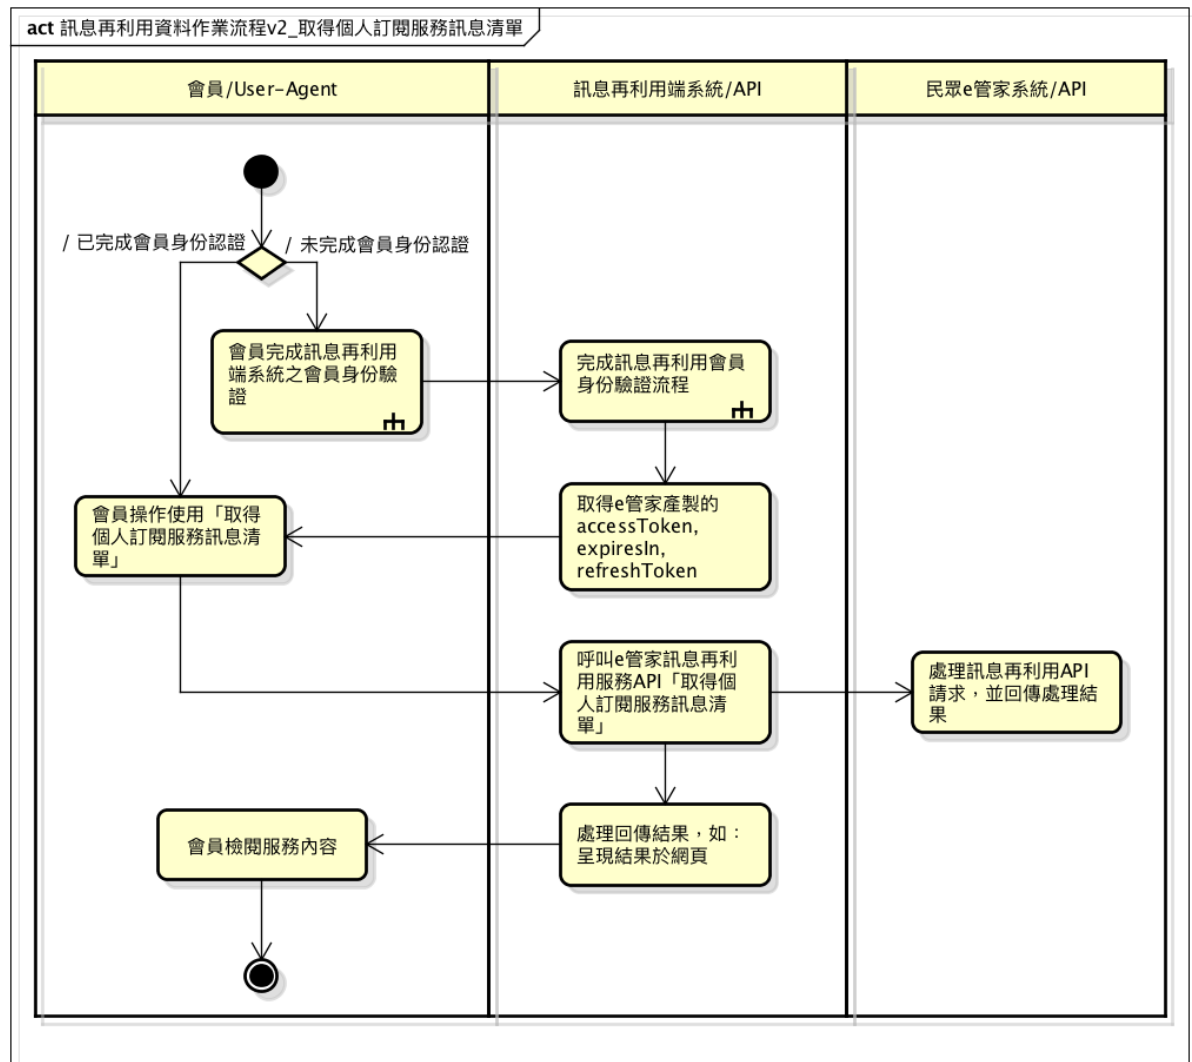 act 訊息再利用資料作業流程v2_取得個人訂閱服務訊息清單
會員/User-Agent
訊息再利用端系統/API
民眾e管家系統/API
/ 已完成會員身份認證
/ 未完成會員身份認證
會員完成訊息再利用
端系統之會員身份驗
證
完成訊息再利用會員
身份驗證流程
會員操作使用「取得
個人訂閱服務訊息清
單」
取得e管家產製的
accessToken,
expiresIn,
refreshToken
呼叫e管家訊息再利
用服務API「取得個
人訂閱服務訊息清
單」
處理訊息再利用API
請求，並回傳處理結
果
會員檢閱服務內容
處理回傳結果，如：
呈現結果於網頁